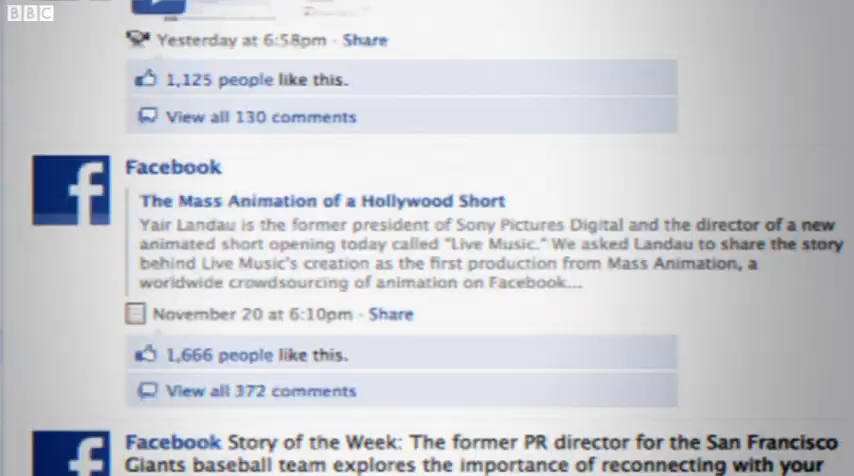 BBC
Yesterday at 6:58pm · Share
1,125 people like this.
View all 130 comments
Facebook
The Mass Animation of a Hollywood Short
Yair Landau is the former president of Sony Pictures Digital and the director of a new
animated short opening today called "Live Music." We asked Landau to share the story
behind Live Music's creation as the first production from Mass Animation, a
worldwide crowdsourcing of animation on Facebook...
November 20 at 6:10pm · Share
1,666 people like this.
View all 372 comments
Facebook Story of the Week: The former PR director for the San Francisco
Giants baseball team explores the importance of reconnecting with your